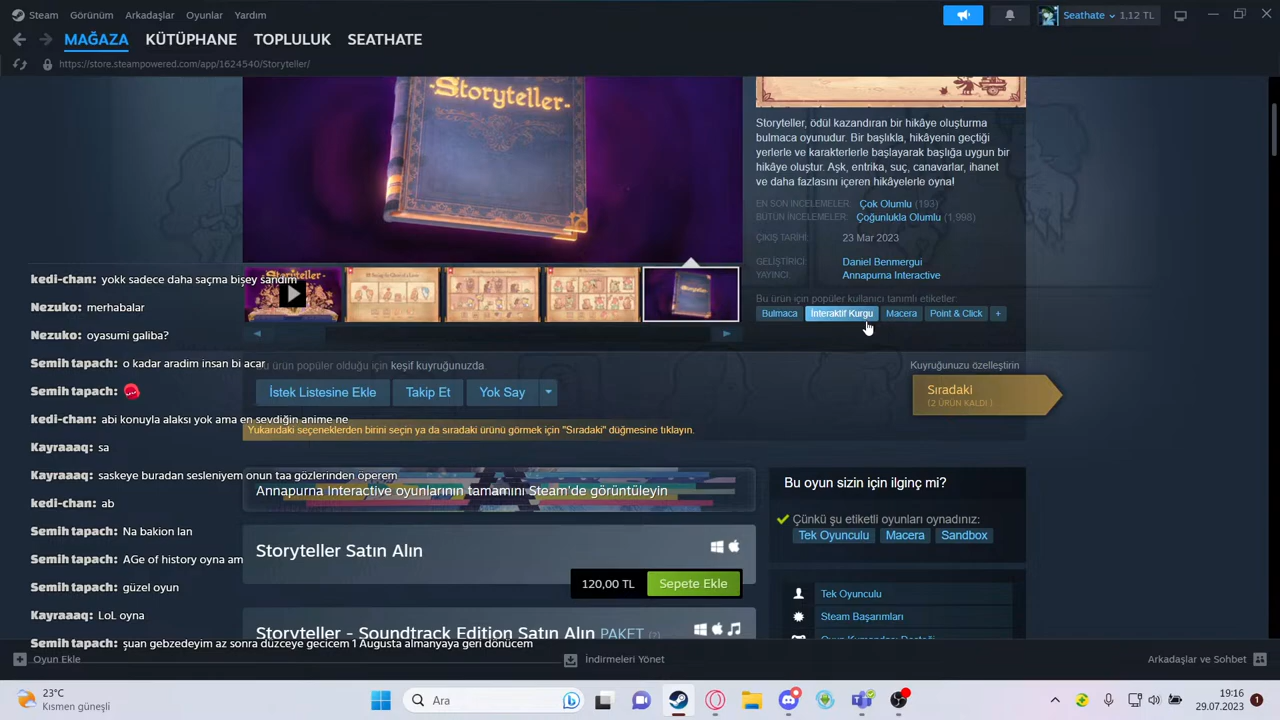 Steam Görünüm Arkadaşlar Oyunlar Yardım
Seathate 1,12 TL
MAĞAZA KÜTÜPHANE TOPLULUK SEATHATE
https://store.steampowered.com/app/1624540/Storyteller/
Storyteller
Storyteller, ödül kazandıran bir hikâye oluşturma
bulmaca oyunudur. Bir başlıkla, hikâyenin geçtiği
yerlerle ve karakterlerle başlayarak başlığa uygun bir
hikâye oluştur. Aşk, entrika, suç, canavarlar, ihanet
ve daha fazlasını içeren hikâyelerle oyna!
EN SON İNCELEMELER: Çok Olumlu (193)
BÜTÜN İNCELEMELER: Çoğunlukla Olumlu (1,998)
ÇIKIŞ TARİHİ: 23 Mar 2023
GELİŞTİRİCİ: Daniel Benmergui
YAYINCI: Annapurna Interactive
Bu ürün için popüler kullanıcı tanımlı etiketler:
Bulmaca İnteraktif Kurgu Macera Point & Click +
Storyteller
kedi-chan: yokk sadece daha saçma bişey sandım
Nezuko: merhabalar
Nezuko: oyasumi galiba?
Semih tapach: o kadar aradim insan bi acar
Semih tapach:
kedi-chan: abi konuyla alaksı yok ama en sevdiğin anime ne
Kayraaaq: sa
Kayraaaq: saskeye buradan sesleniyem onun taa gözlerinden operem
kedi-chan: ab
Semih tapach: Na bakion lan
Semih tapach: AGe of history oyna am
Semih tapach: güzel oyun
Kayraaaq: LoL oyna
Semih tapach: şuan gebzedeyim az sonra duzceye gecicem 1 Augusta almanyaya geri dönücem
Bu ürün popüler olduğu için keşif kuyruğunuzda.
İstek Listesine Ekle Takip Et Yok Say
Kuyruğunuzu özelleştirin
Sıradaki
(2 ÜRÜN KALDI )
Yukarıdaki seçeneklerden birini seçin ya da sıradaki ürünü görmek için "Sıradaki" düğmesine tıklayın.
Annapurna Interactive oyunlarının tamamını Steam'de görüntüleyin
Storyteller Satın Alın
120,00 TL Sepete Ekle
Storyteller - Soundtrack Edition Satın Alın PAKET (?)
Bu oyun sizin için ilginç mi?
Çünkü şu etiketli oyunları oynadınız:
Tek Oyunculu Macera Sandbox
Tek Oyunculu
Steam Başarımları
Oyun Kumandası Desteği
Oyun Ekle İndirmeleri Yönet Arkadaşlar ve Sohbet
23°C
Kısmen güneşli
Ara
19:16
29.07.2023
1